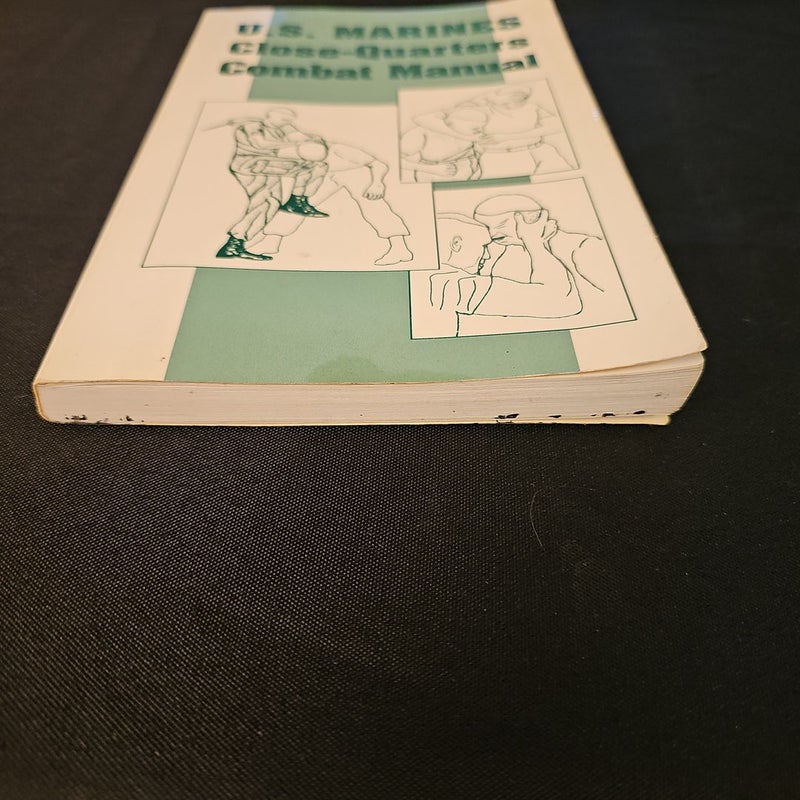 U.S. MARINES
Close-Quarters
Combat Manual